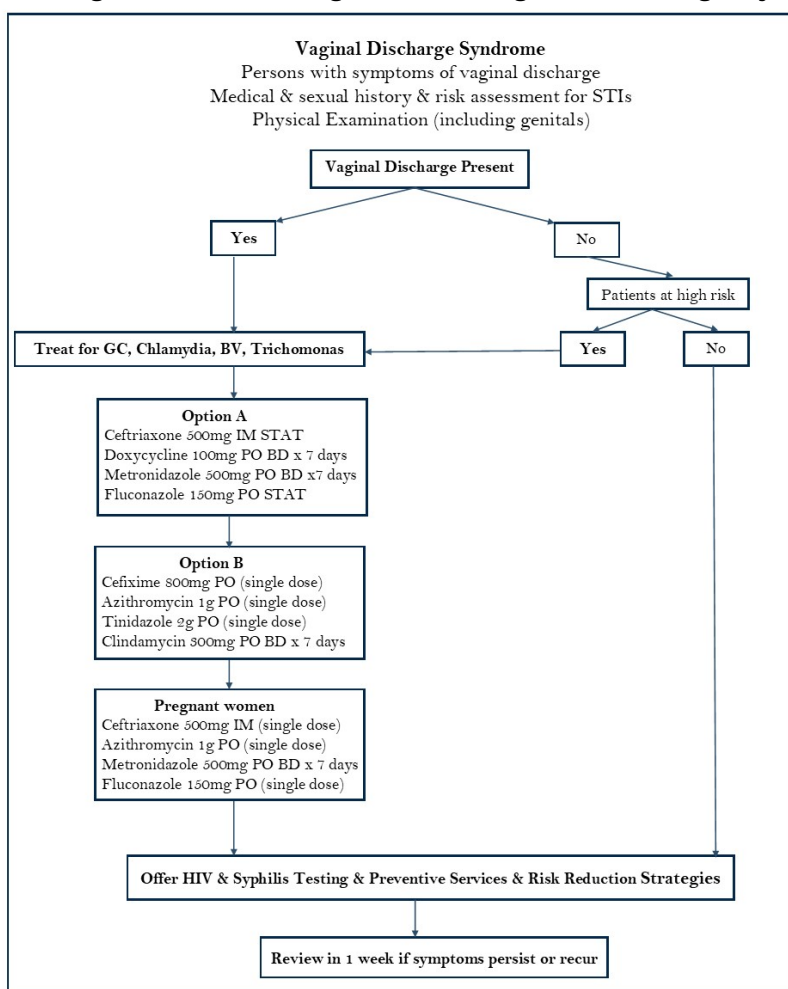 Vaginal Discharge Syndrome
Persons with symptoms of vaginal discharge
Medical & sexual history & risk assessment for STIs
Physical Examination (including genitals)
Vaginal Discharge Present
Yes
No
Patients at high risk
Treat for GC, Chlamydia, BV, Trichomonas
Yes
No
Option A
Ceftriaxone 500mg IM STAT
Doxycycline 100mg PO BD x 7 days
Metronidazole 500mg PO BD x7 days
Fluconazole 150mg PO STAT
Option B
Cefixime 800mg PO (single dose)
Azithromycin 1g PO (single dose)
Tinidazole 2g PO (single dose)
Clindamycin 300mg PO BD x 7 days
Pregnant women
Ceftriaxone 500mg IM (single dose)
Azithromycin 1g PO (single dose)
Metronidazole 500mg PO BD x 7 days
Fluconazole 150mg PO (single dose)
Offer HIV & Syphilis Testing & Preventive Services & Risk Reduction Strategies
Review in 1 week if symptoms persist or recur